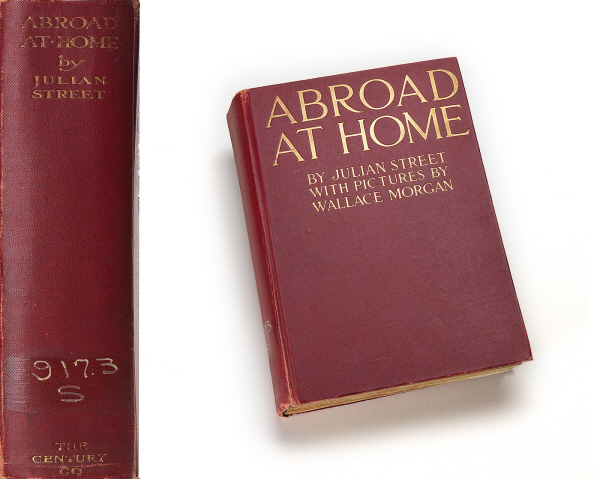 ABROAD
AT·HOME
by
JULIAN
STREET
917.3
S
THE
CENTURY
CO
ABROAD
AT HOME
BY JULIAN STREET
WITH PICTURES BY
WALLACE MORGAN